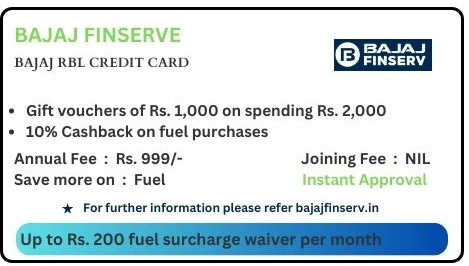 BAJAJ FINSERVE
BAJAJ RBL CREDIT CARD
BAJAJ
FINSERV
• Gift vouchers of Rs. 1,000 on spending Rs. 2,000
• 10% Cashback on fuel purchases
Annual Fee : Rs. 999/- Joining Fee : NIL
Save more on : Fuel Instant Approval
★ For further information please refer bajajfinserv.in
Up to Rs. 200 fuel surcharge waiver per month